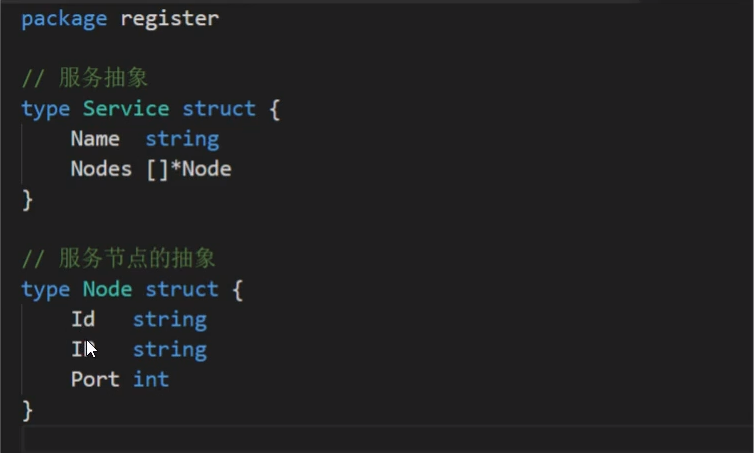 package register
// 服务抽象
type Service struct {
    Name  string
    Nodes []*Node
}
// 服务节点的抽象
type Node struct {
    Id   string
    string
    Port int
}